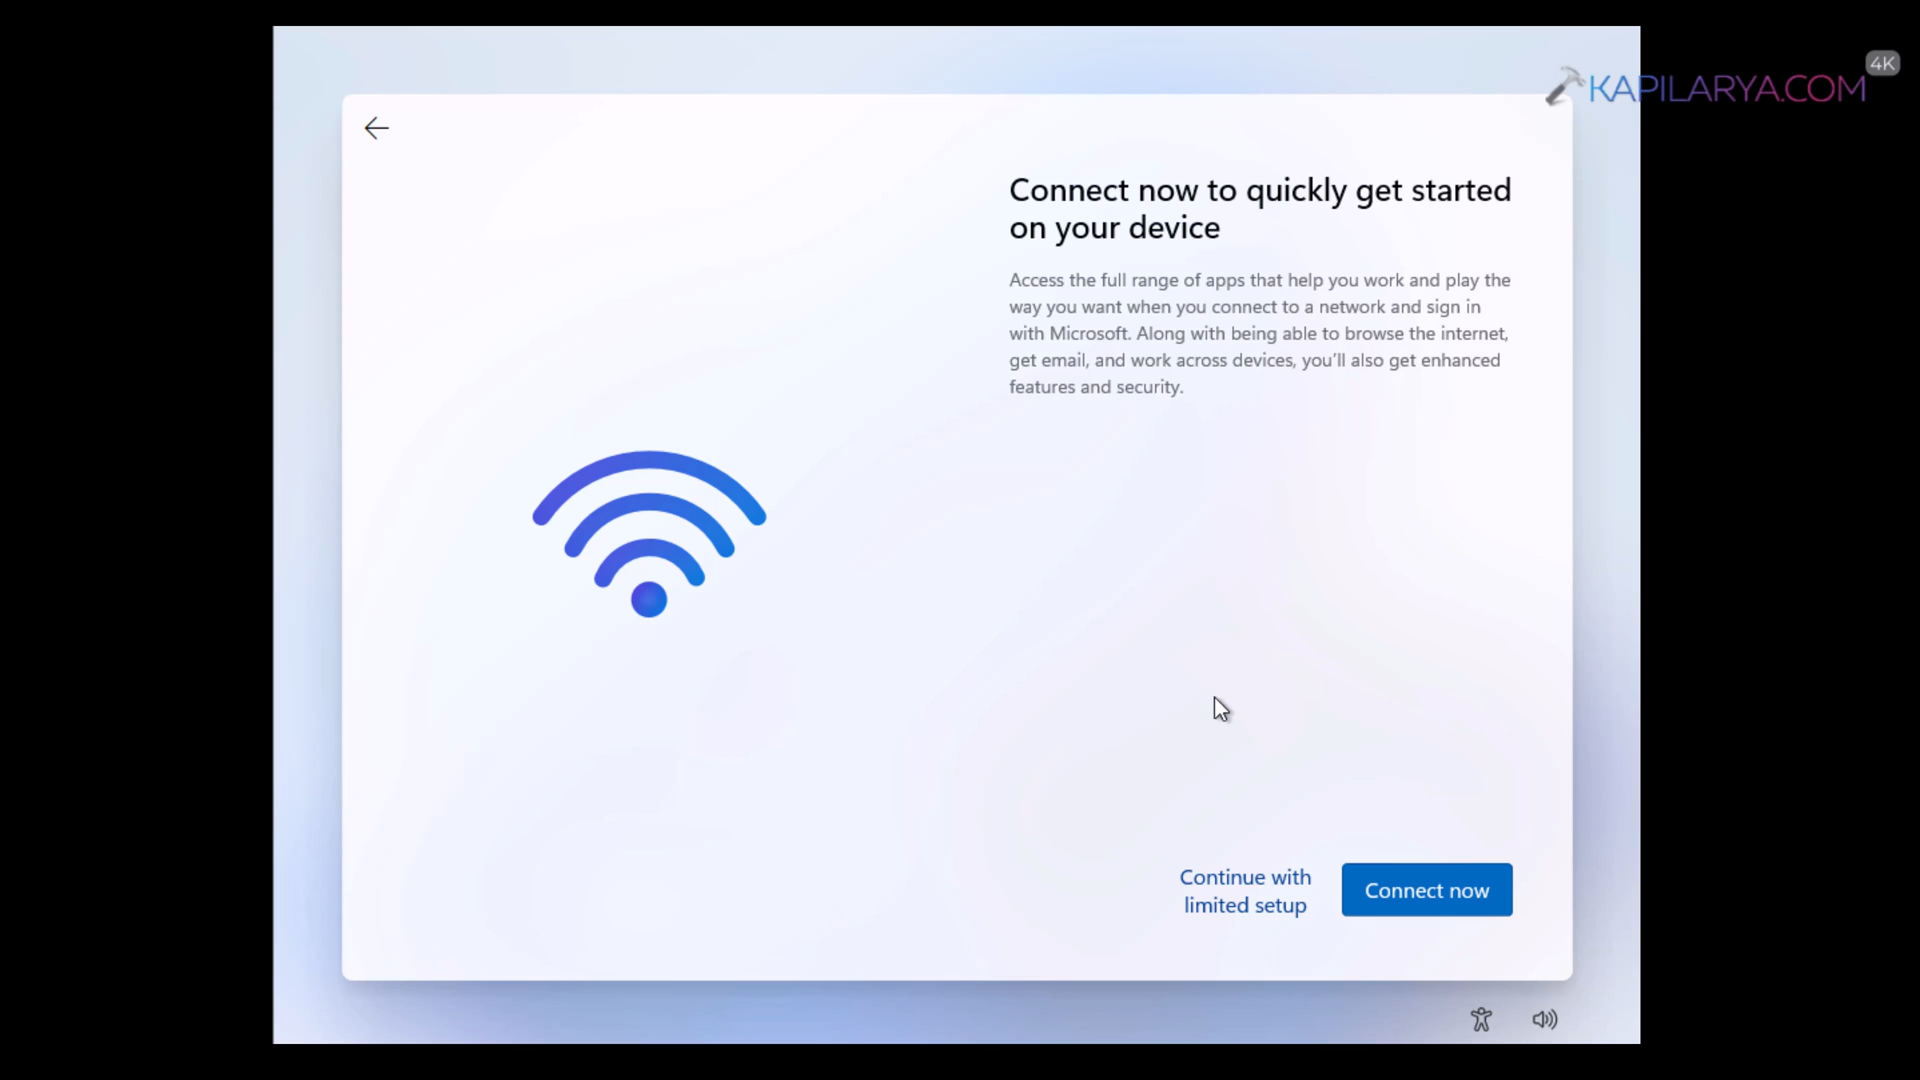 4K
KAPILARYA.COM
Connect now to quickly get started
on your device
Access the full range of apps that help you work and play the
way you want when you connect to a network and sign in
with Microsoft. Along with being able to browse the internet,
get email, and work across devices, you'll also get enhanced
features and security.
Continue with
limited setup
Connect now